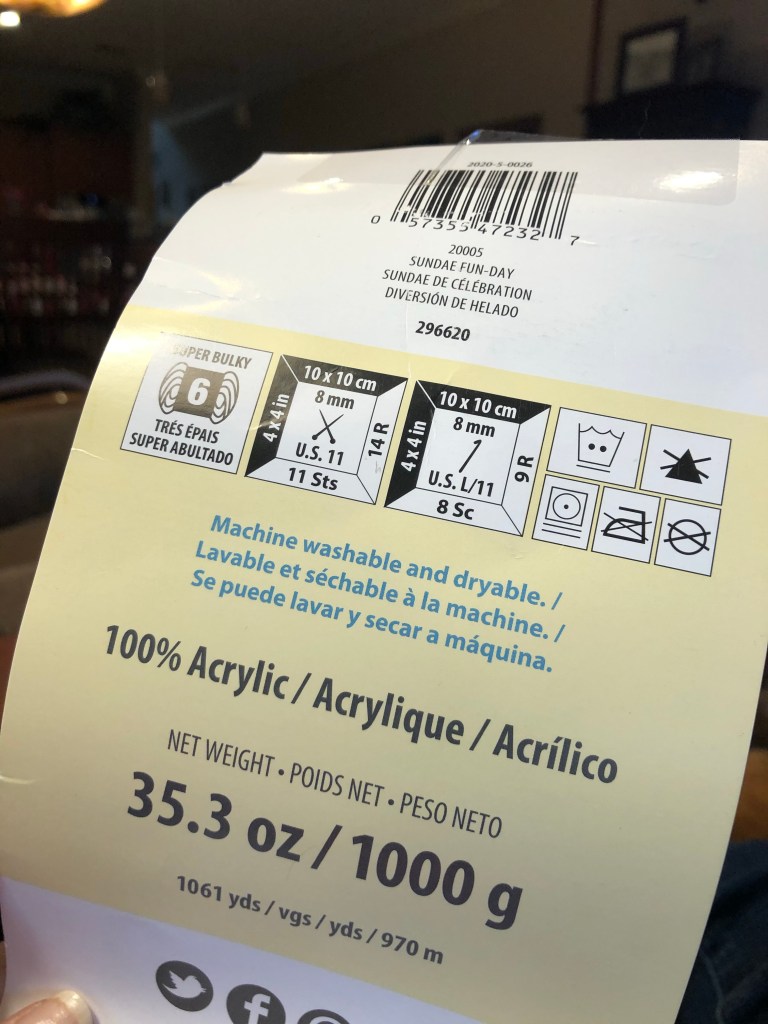 2020-5-0026
0 57355 47232 7
20005
SUNDAE FUN-DAY
SUNDAE DE CÉLÉBRATION
DIVERSIÓN DE HELADO
296620
SUPER BULKY
6
TRÉS ÉPAIS
SUPER ABULTADO
10 x 10 cm
4 x 4 in
8 mm
U.S. 11
14 R
11 Sts
10 x 10 cm
4 x 4 in
8 mm
U.S. L/11
9 R
8 Sc
Machine washable and dryable. /
Lavable et séchable à la machine. /
Se puede lavar y secar a máquina.
100% Acrylic / Acrylique / Acrílico
NET WEIGHT • POIDS NET • PESO NETO
35.3 oz / 1000 g
1061 yds / vgs / yds / 970 m